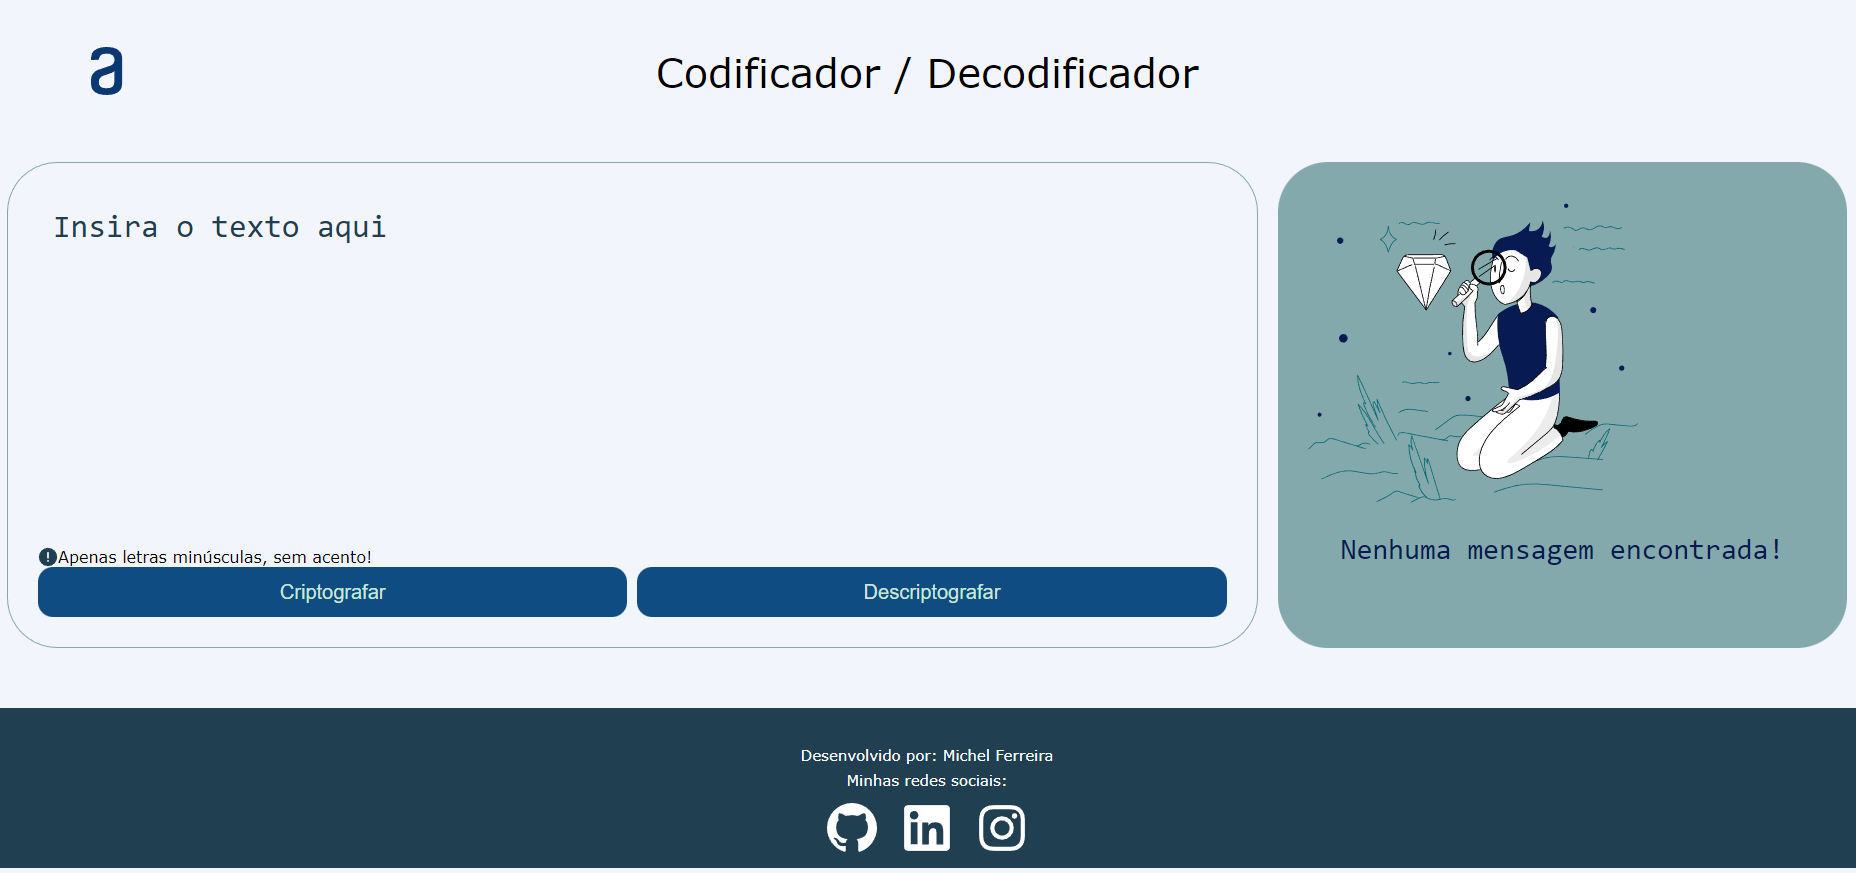 a
Codificador / Decodificador
Insira o texto aqui
Apenas letras minúsculas, sem acento!
Criptografar
Descriptografar
Nenhuma mensagem encontrada!
Desenvolvido por: Michel Ferreira
Minhas redes sociais:
in